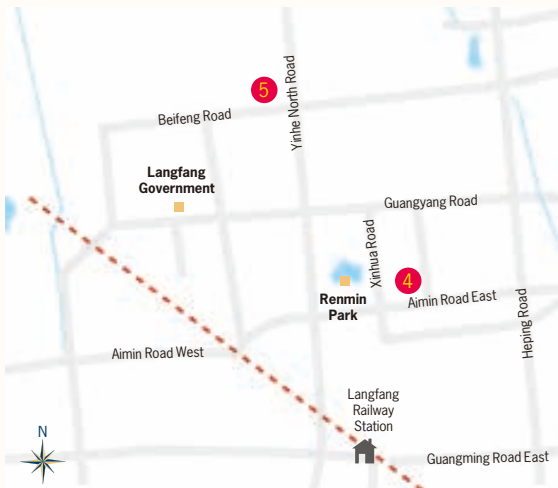 5
Beifeng Road
Yinhe North Road
Langfang
Government
Guangyang Road
Xinhua Road
4
Renmin
Park
Aimin Road East
Heping Road
Aimin Road West
Langfang
Railway
Station
N
Guangming Road East